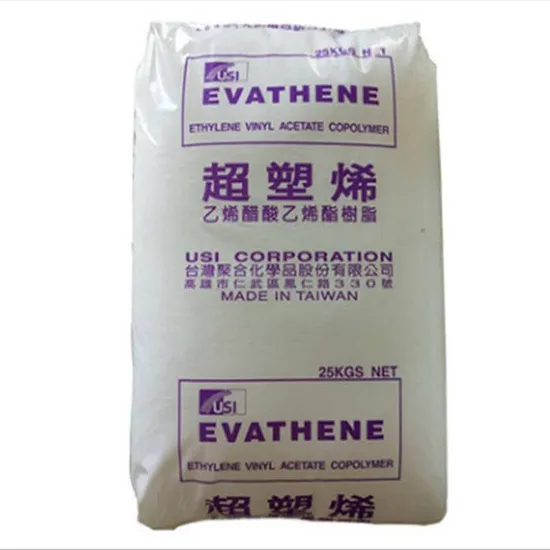 25KGS NET
USI
EVATHENE
ETHYLENE VINYL ACETATE COPOLYMER
超塑烯
乙烯醋酸乙烯酯樹脂
USI CORPORATION
台灣聚合化學品股份有限公司
高雄市仁武區鳳仁路330號
MADE IN TAIWAN
25KGS NET
USI
EVATHENE
ETHYLENE VINYL ACETATE COPOLYMER
超塑烯